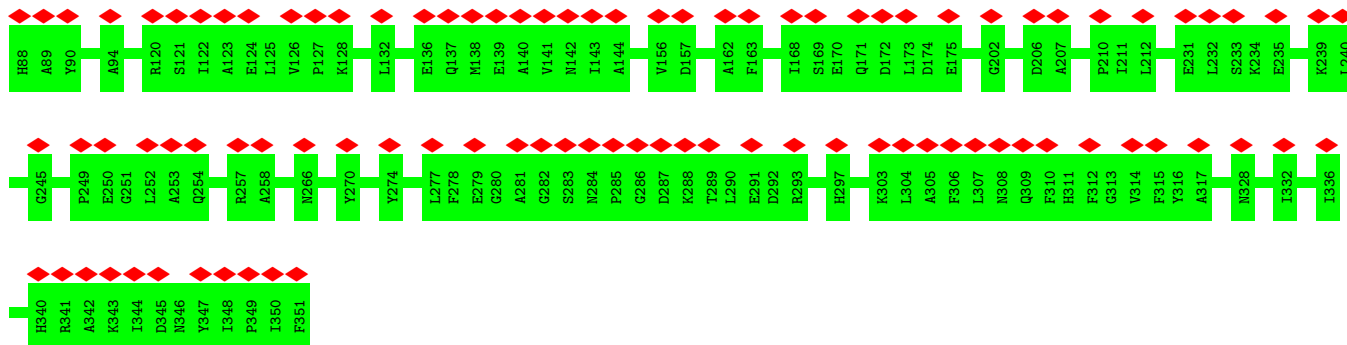 H88 A89 Y90 A94 R120 S121 I122 A123 E124 L125 V126 P127 K128 L132 E136 Q137 M138 E139 A140 V141 N142 I143 A144 V156 D157 A162 F163 I168 S169 E170 Q171 D172 L173 D174 E175 G202 D206 A207 P210 I211 L212 E231 L232 S233 K234 E235 K239 L240
G245 P249 E250 G251 L252 A253 Q254 R257 A258 N266 Y270 Y274 L277 F278 E279 G280 A281 G282 S283 N284 P285 G286 D287 K288 T289 L290 E291 D292 R293 H297 K303 L304 A305 F306 L307 N308 Q309 F310 H311 F312 G313 V314 F315 Y316 A317 N328 I332 I336
H340 R341 A342 K343 I344 D345 N346 Y347 I348 P349 I350 F351